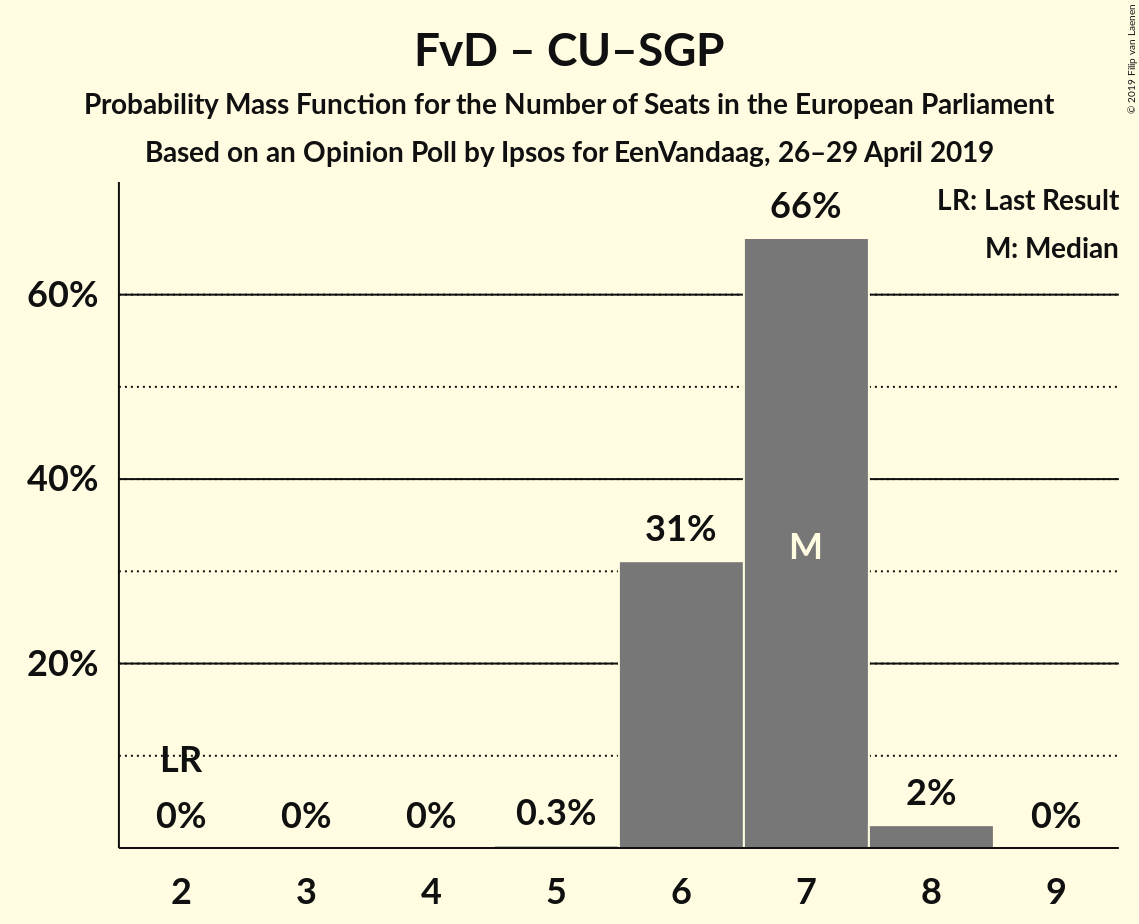 FvD – CU–SGP
Probability Mass Function for the Number of Seats in the European Parliament
Based on an Opinion Poll by Ipsos for EenVandaag, 26–29 April 2019
© 2019 Filip van Laenen
LR: Last Result
M: Median
66%
60%
40%
31%
M
20%
LR
0% 0% 0% 0.3% 2% 0%
2 3 4 5 6 7 8 9